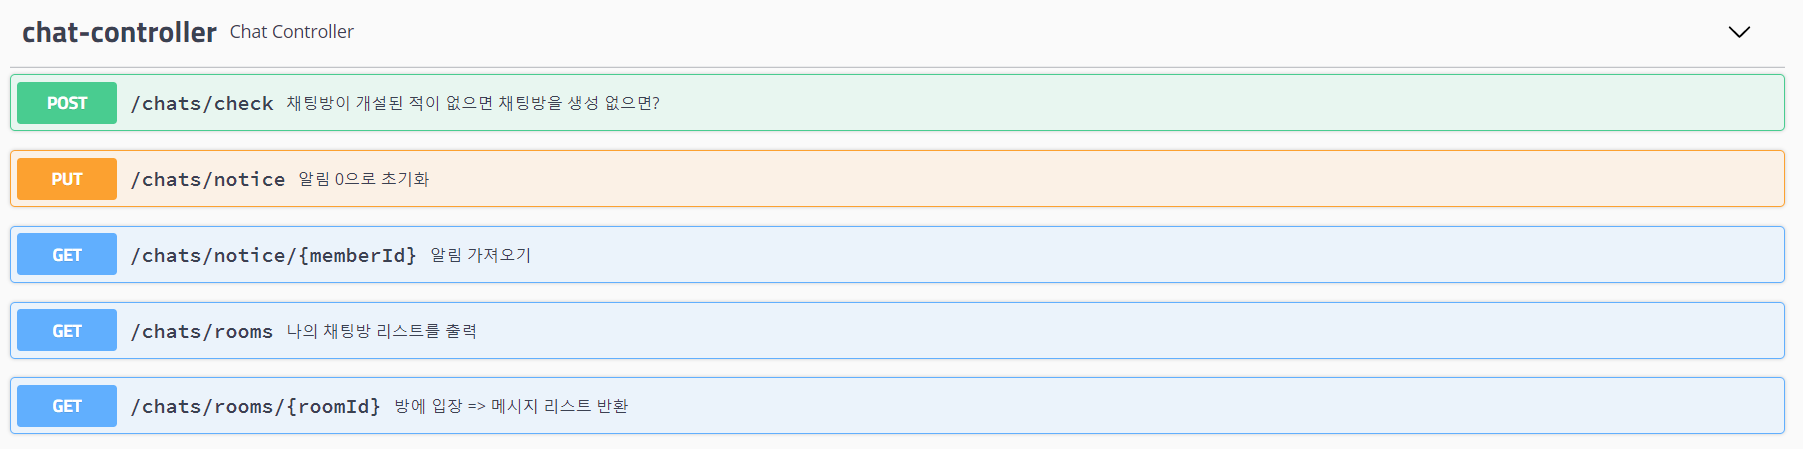 chat-controller Chat Controller
POST /chats/check 채팅방이 개설된 적이 없으면 채팅방을 생성 없으면?
PUT /chats/notice 알림 0으로 초기화
GET /chats/notice/{memberId} 알림 가져오기
GET /chats/rooms 나의 채팅방 리스트를 출력
GET /chats/rooms/{roomId} 방에 입장 => 메시지 리스트 반환